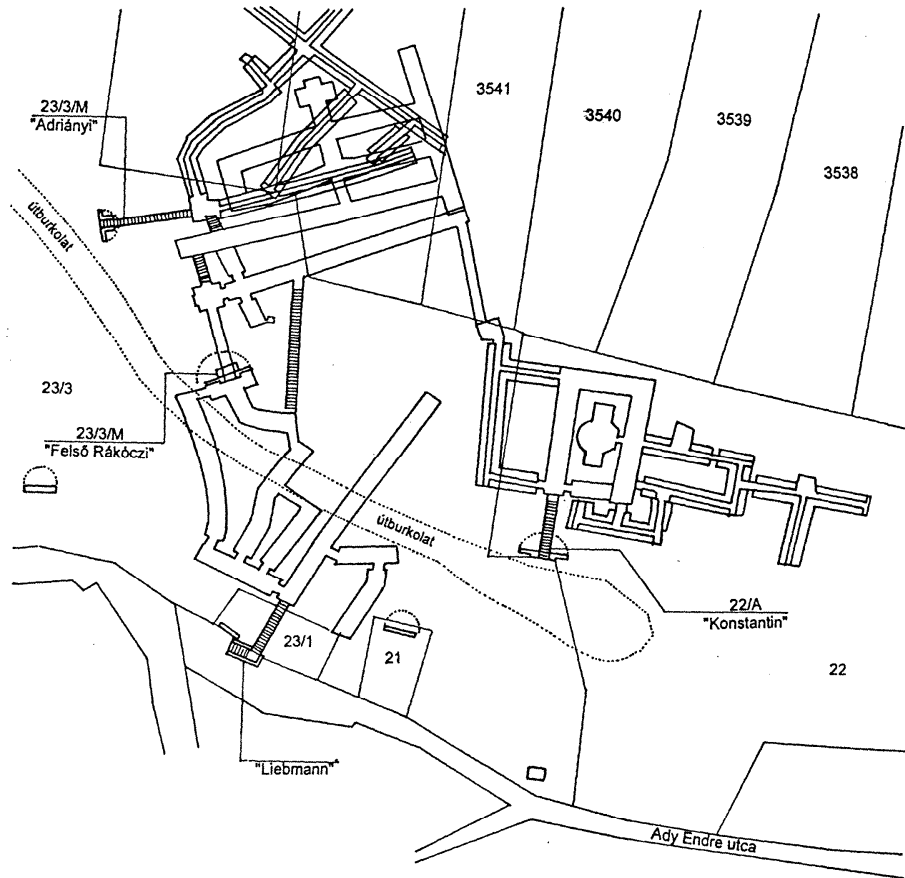 3541
3540
3539
3538
23/3/M
"Adriányi"
útburkolat
23/3
23/3/M
"Felső Rákóczi"
útburkolat
22/A
"Konstantin"
23/1
21
22
"Liebmann"
Ady Endre utca